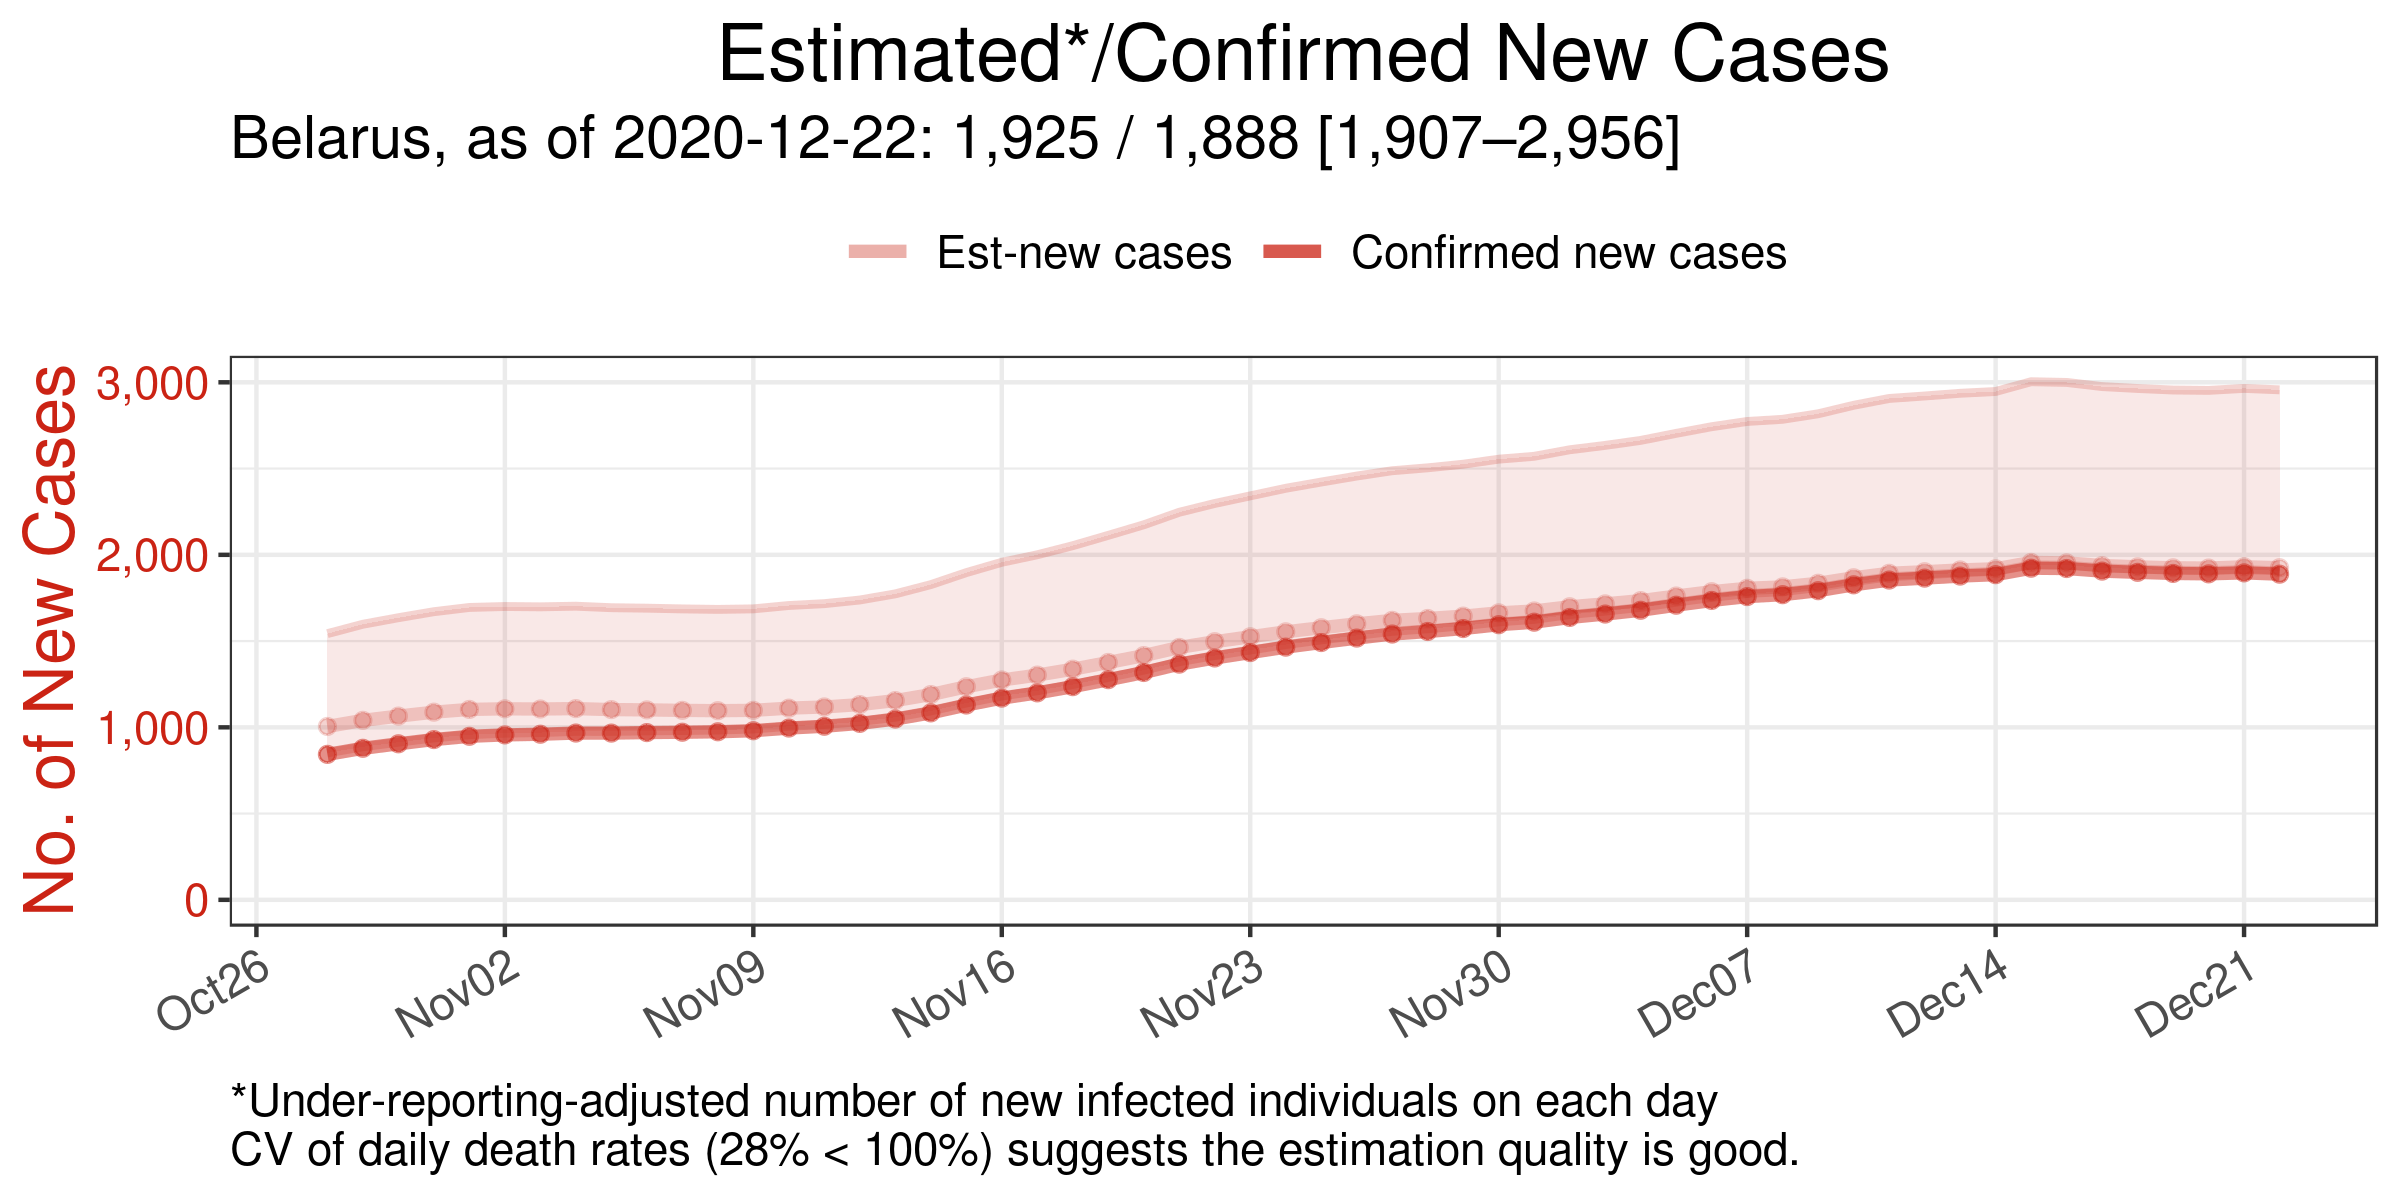 Estimated*/Confirmed New Cases
Belarus, as of 2020-12-22: 1,925 / 1,888 [1,907–2,956]
Est-new cases Confirmed new cases
No. of New Cases
3,000
2,000
1,000
0
Oct26 Nov02 Nov09 Nov16 Nov23 Nov30 Dec07 Dec14 Dec21
*Under-reporting-adjusted number of new infected individuals on each day
CV of daily death rates (28% < 100%) suggests the estimation quality is good.